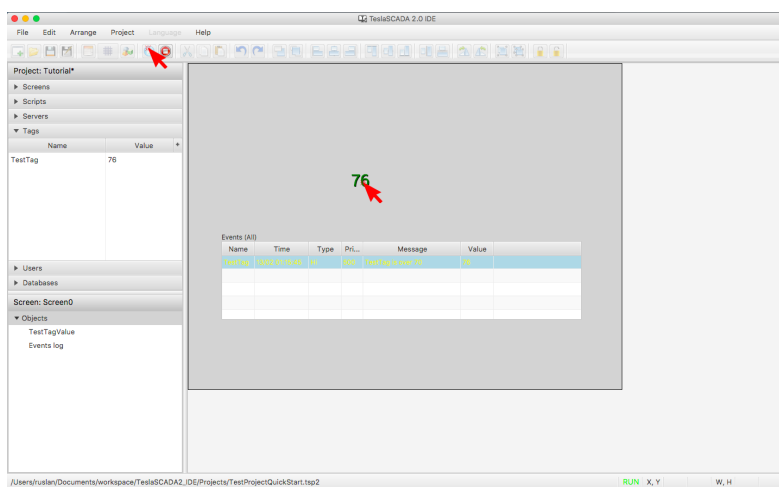 TeslaSCADA 2.0 IDE
File Edit Arrange Project Language Help
Project: Tutorial*
Screens
Scripts
Servers
Tags
Name Value +
TestTag 76
76
Events (All)
Name Time Type Pri... Message Value
TestTag
Users
Databases
Screen: Screen0
Objects
TestTagValue
Events log
/Users/ruslan/Documents/workspace/TeslaSCADA2_IDE/Projects/TestProjectQuickStart.tsp2 RUN X, Y W, H